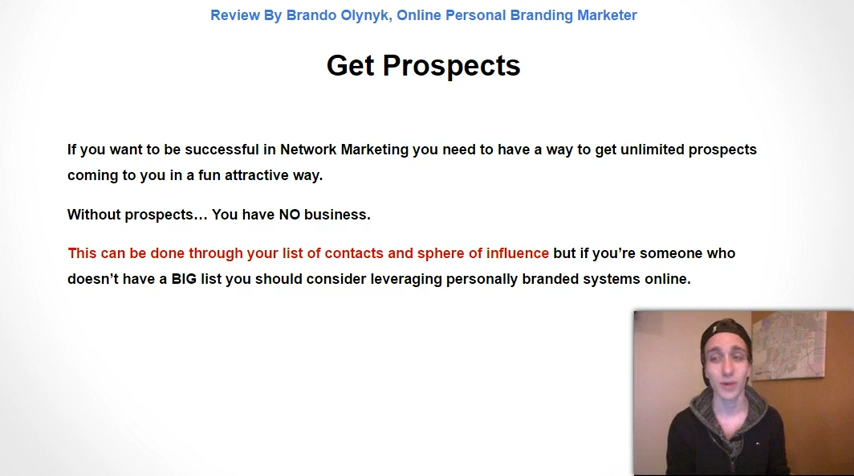 Review By Brando Olynyk, Online Personal Branding Marketer
Get Prospects
If you want to be successful in Network Marketing you need to have a way to get unlimited prospects
coming to you in a fun attractive way.
Without prospects… You have NO business.
This can be done through your list of contacts and sphere of influence but if you’re someone who
doesn’t have a BIG list you should consider leveraging personally branded systems online.